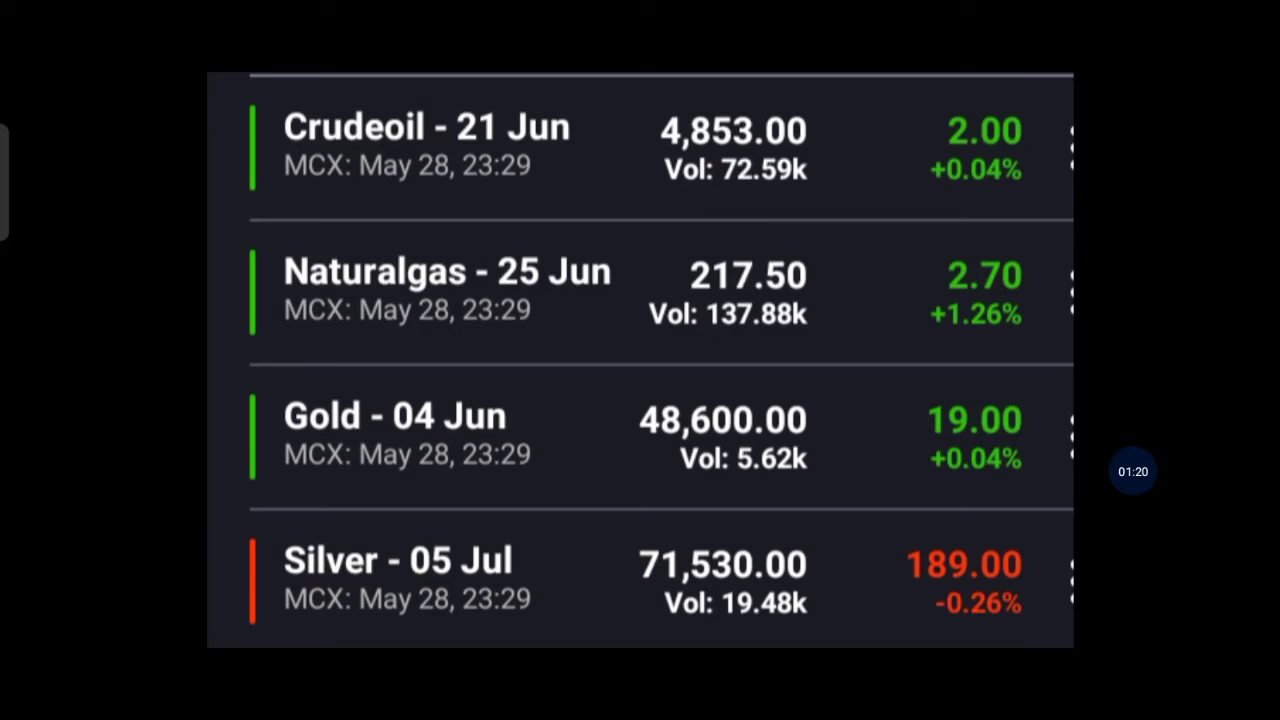 Crudeoil - 21 Jun 4,853.00 2.00
MCX: May 28, 23:29 Vol: 72.59k +0.04%
Naturalgas - 25 Jun 217.50 2.70
MCX: May 28, 23:29 Vol: 137.88k +1.26%
Gold - 04 Jun 48,600.00 19.00
MCX: May 28, 23:29 Vol: 5.62k +0.04%
01:20
Silver - 05 Jul 71,530.00 189.00
MCX: May 28, 23:29 Vol: 19.48k -0.26%